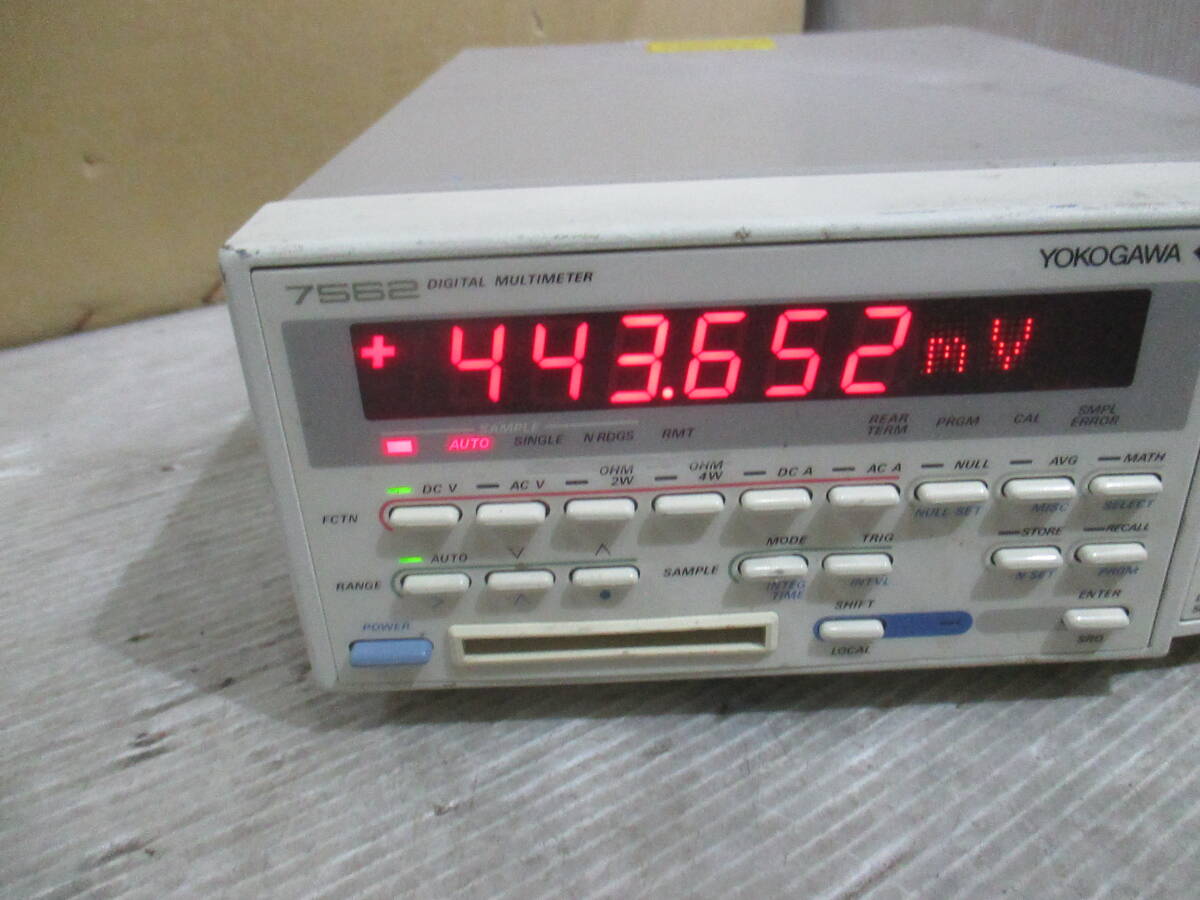 YOKOGAWA
7562 DIGITAL MULTIMETER
+ 443.652 mV
SAMPLE
AUTO SINGLE N RDGS RMT REAR TERM PRGM CAL SMPL ERROR
DC V AC V OHM 2W OHM 4W DC A AC A NULL AVG MATH
FCTN NULL SET MISC SELECT
AUTO MODE TRIG STORE RECALL
RANGE SAMPLE INTEG TIME INTVL N SET PRGM
POWER SHIFT ENTER
LOCAL SRQ